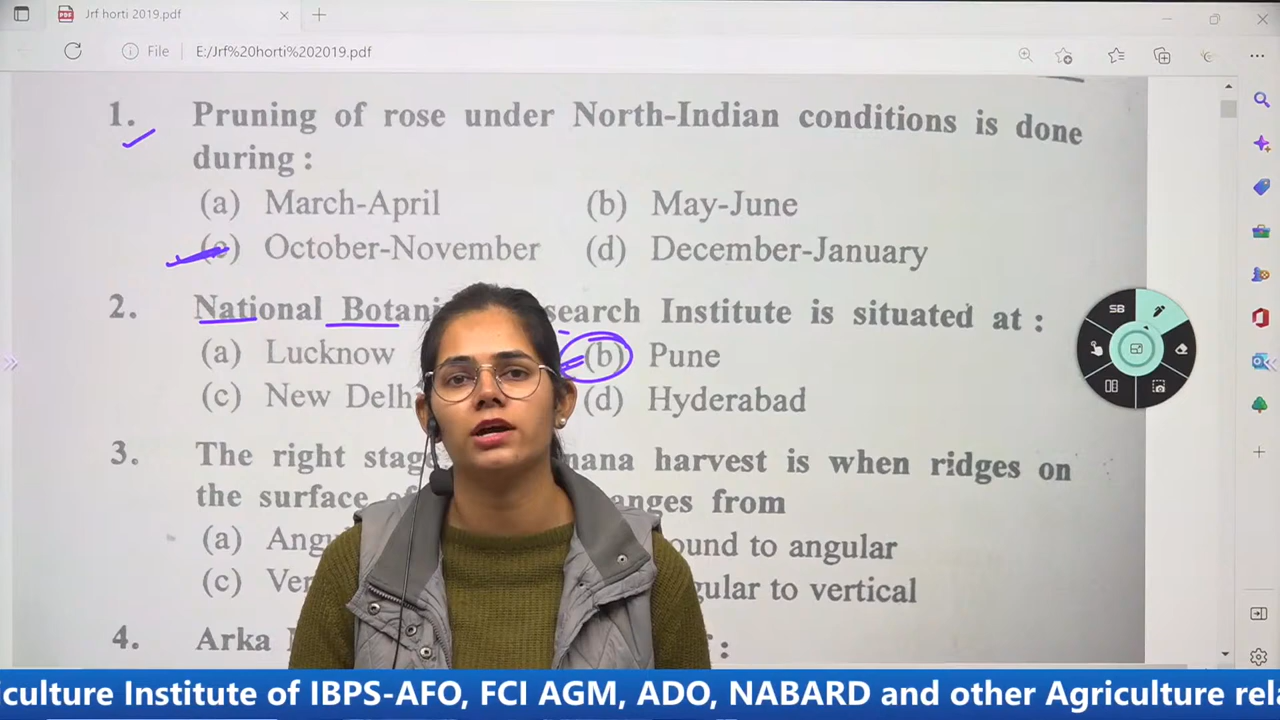 Jrf horti 2019.pdf
File E:/Jrf%20horti%202019.pdf
1. Pruning of rose under North-Indian conditions is done
during :
(a) March-April (b) May-June
(c) October-November (d) December-January
2. National Botani search Institute is situated at :
(a) Lucknow (b) Pune
(c) New Delh (d) Hyderabad
3. The right stag nana harvest is when ridges on
the surface of anges from
(a) Angu ound to angular
(c) Ver gular to vertical
4. Arka :
SB
iculture Institute of IBPS-AFO, FCI AGM, ADO, NABARD and other Agriculture rela